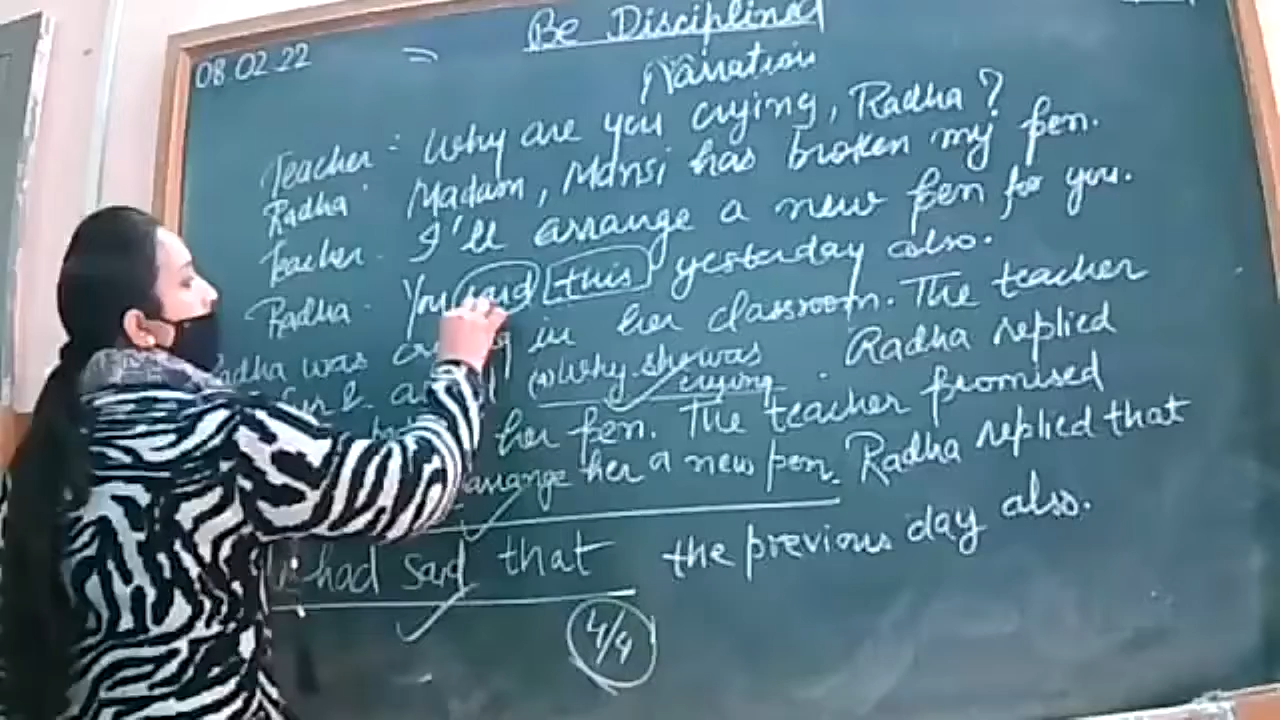 Be Disciplined
08.02.22
Narration
Teacher : Why are you crying, Radha?
Radha Madam, Mansi has broken my pen.
Teacher - I'll arrange a new pen for you.
Radha - You said this yesterday also.
Radha was in her classroom. The teacher
(a) Why she was crying. Radha replied
her pen. The teacher promised
arrange her a new pen. Radha replied that
had said that the previous day also.
4/4